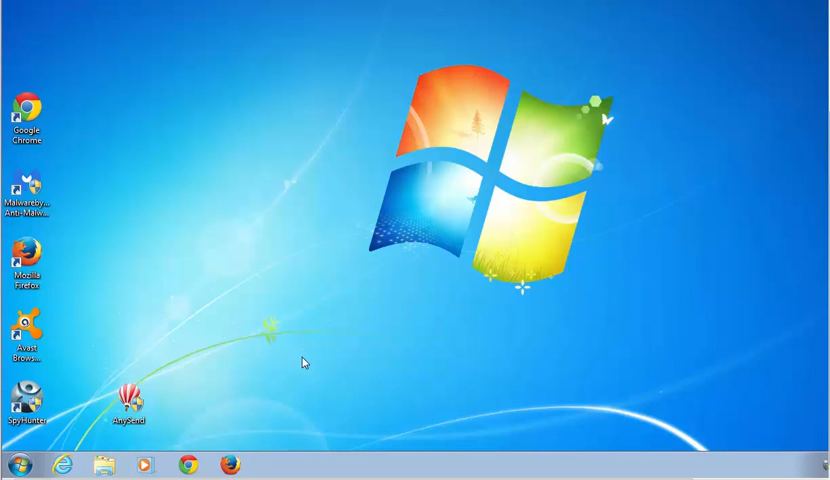 Google
Chrome
Malwareby...
Anti-Malw...
Mozilla
Firefox
Avast
Brows...
SpyHunter
AnySend